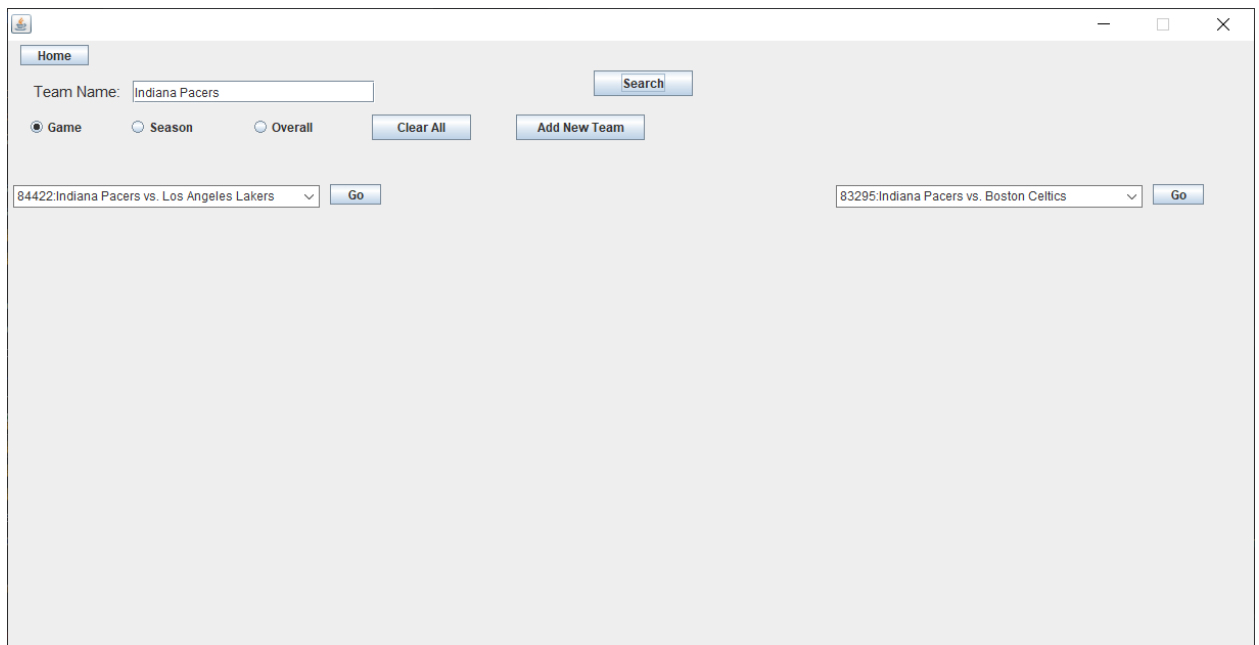 Home
Team Name: Indiana Pacers Search
Game Season Overall Clear All Add New Team
84422:Indiana Pacers vs. Los Angeles Lakers Go 83295:Indiana Pacers vs. Boston Celtics Go